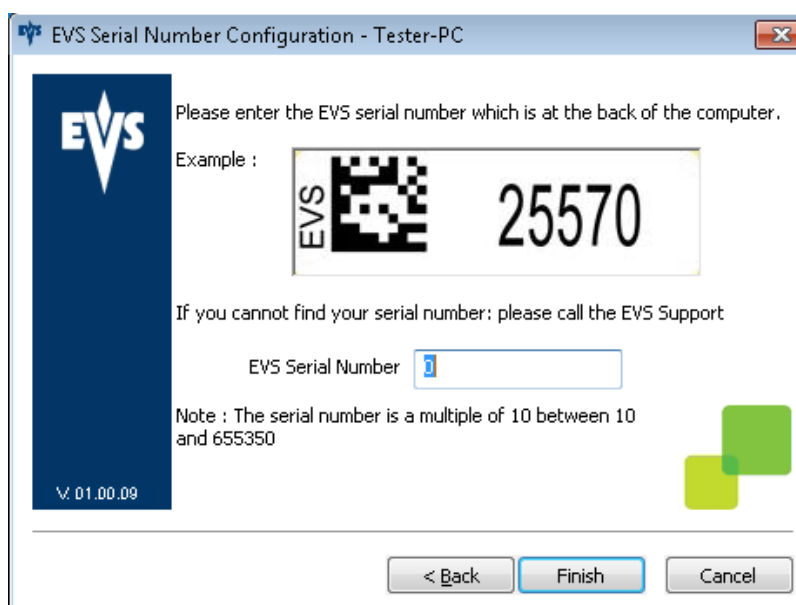 EVS EVS Serial Number Configuration - Tester-PC
EVS
Please enter the EVS serial number which is at the back of the computer.
Example :
EVS
25570
If you cannot find your serial number: please call the EVS Support
EVS Serial Number 0
Note : The serial number is a multiple of 10 between 10
and 655350
V. 01.00.09
< Back Finish Cancel